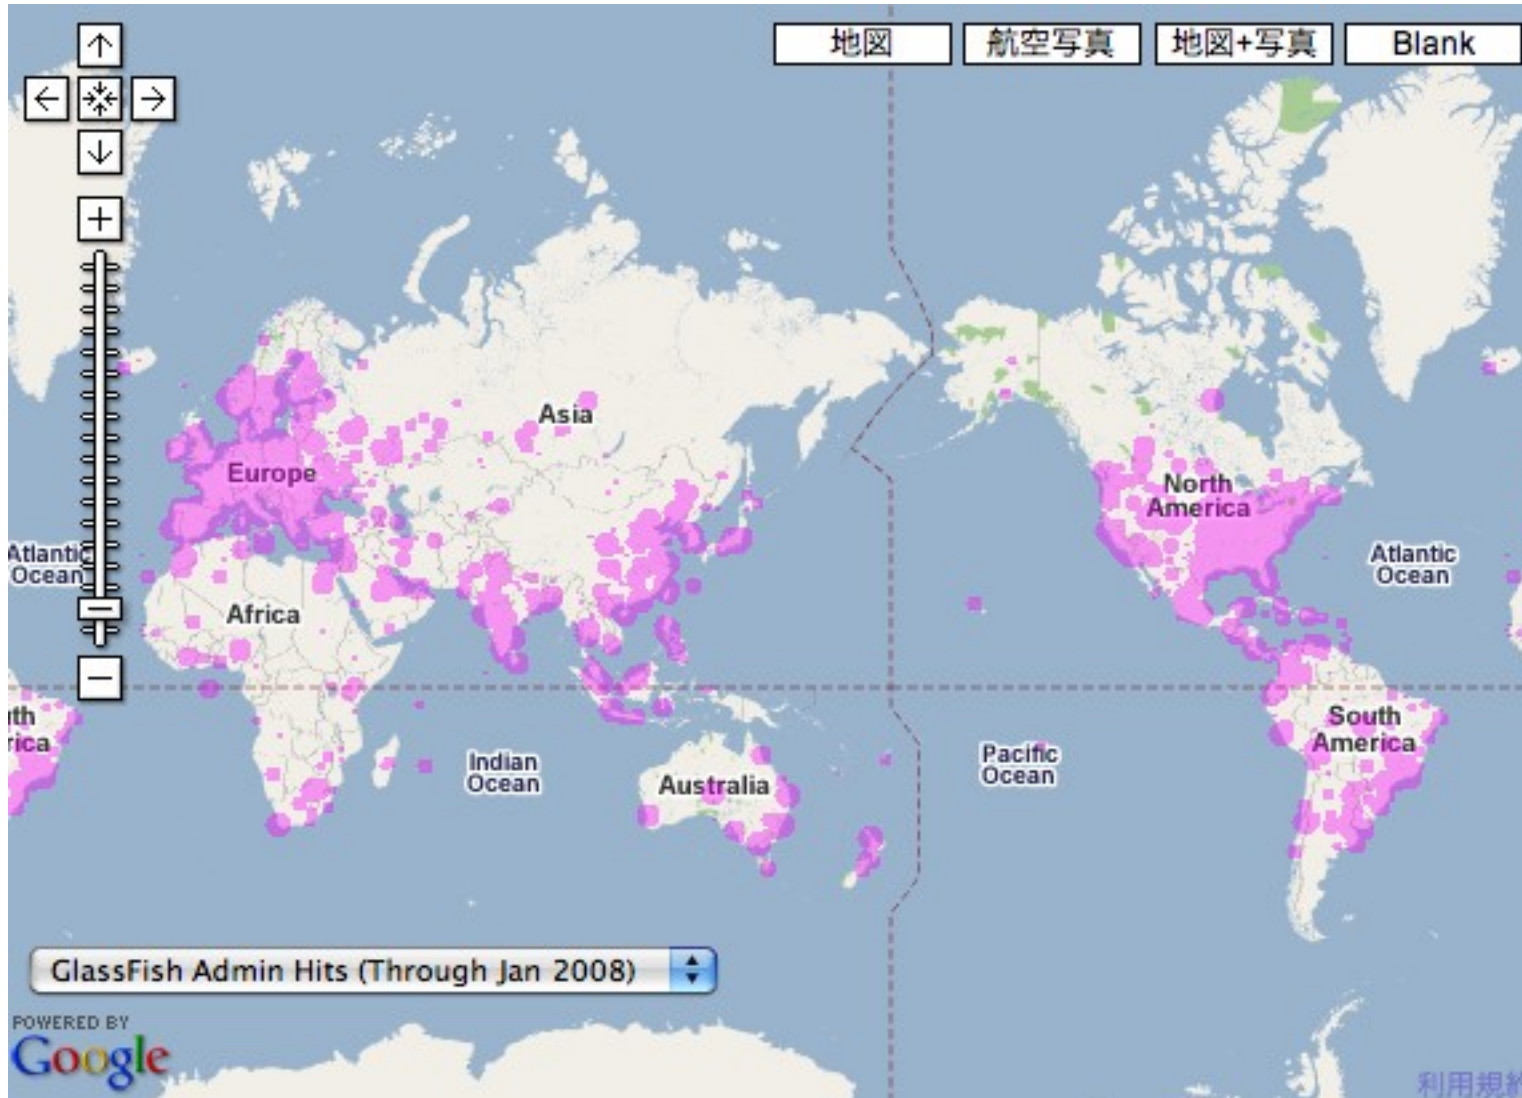 地図
航空写真
地図+写真
Blank
Asia
Europe
North
America
Atlantic
Ocean
Atlantic
Ocean
Africa
uth
rica
South
America
Indian
Ocean
Pacific
Ocean
Australia
GlassFish Admin Hits (Through Jan 2008)
POWERED BY
Google
利用規約